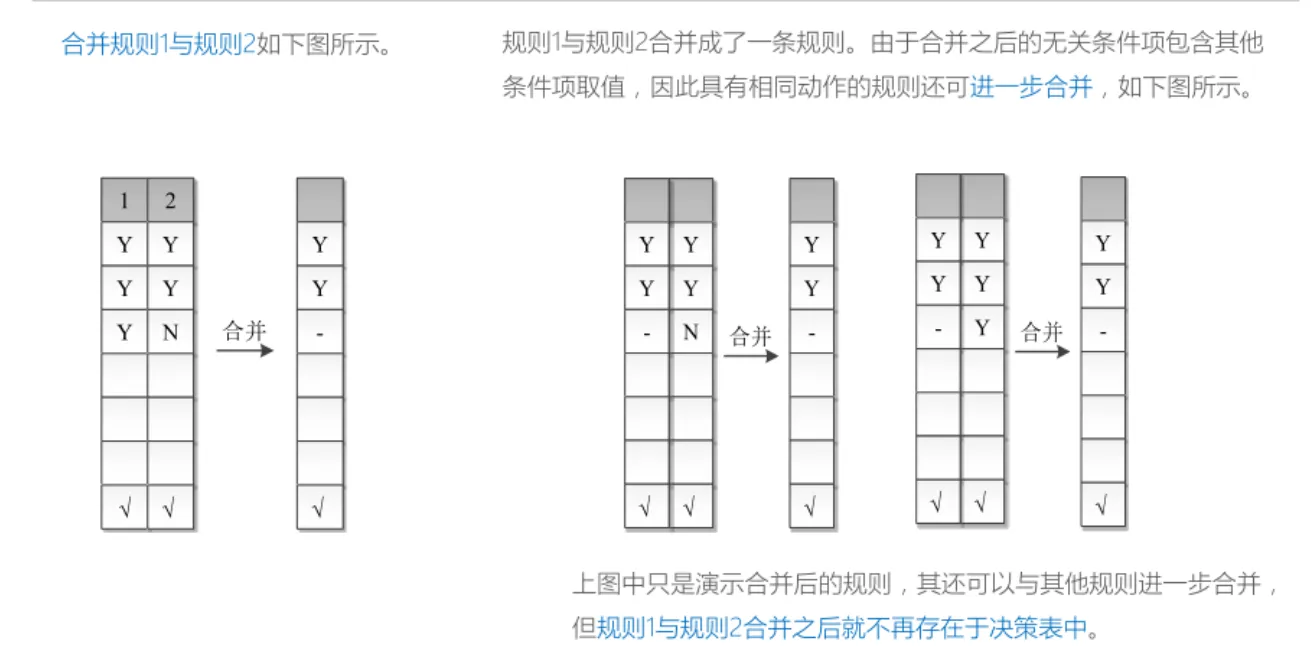 合并规则1与规则2如下图所示。
规则1与规则2合并成了一条规则。由于合并之后的无关条件项包含其他
条件项取值，因此具有相同动作的规则还可进一步合并，如下图所示。
1 2
Y Y Y
Y Y Y
Y N 合并 -
√ √ √
Y Y Y
Y Y Y
- N 合并 -
√ √ √
Y Y Y
Y Y Y
- Y 合并 -
√ √ √
上图中只是演示合并后的规则，其还可以与其他规则进一步合并，
但规则1与规则2合并之后就不再存在于决策表中。